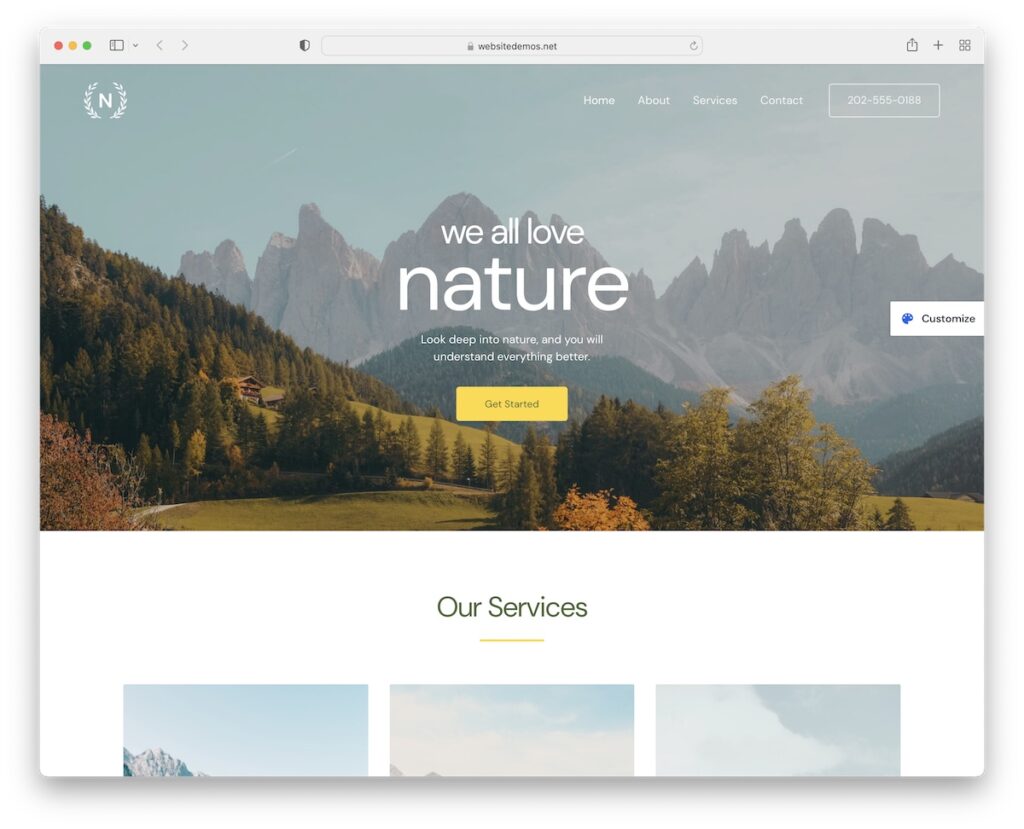 websitedemos.net
N
Home About Services Contact 202-555-0188
we all love
nature
Look deep into nature, and you will
understand everything better.
Get Started
Customize
Our Services